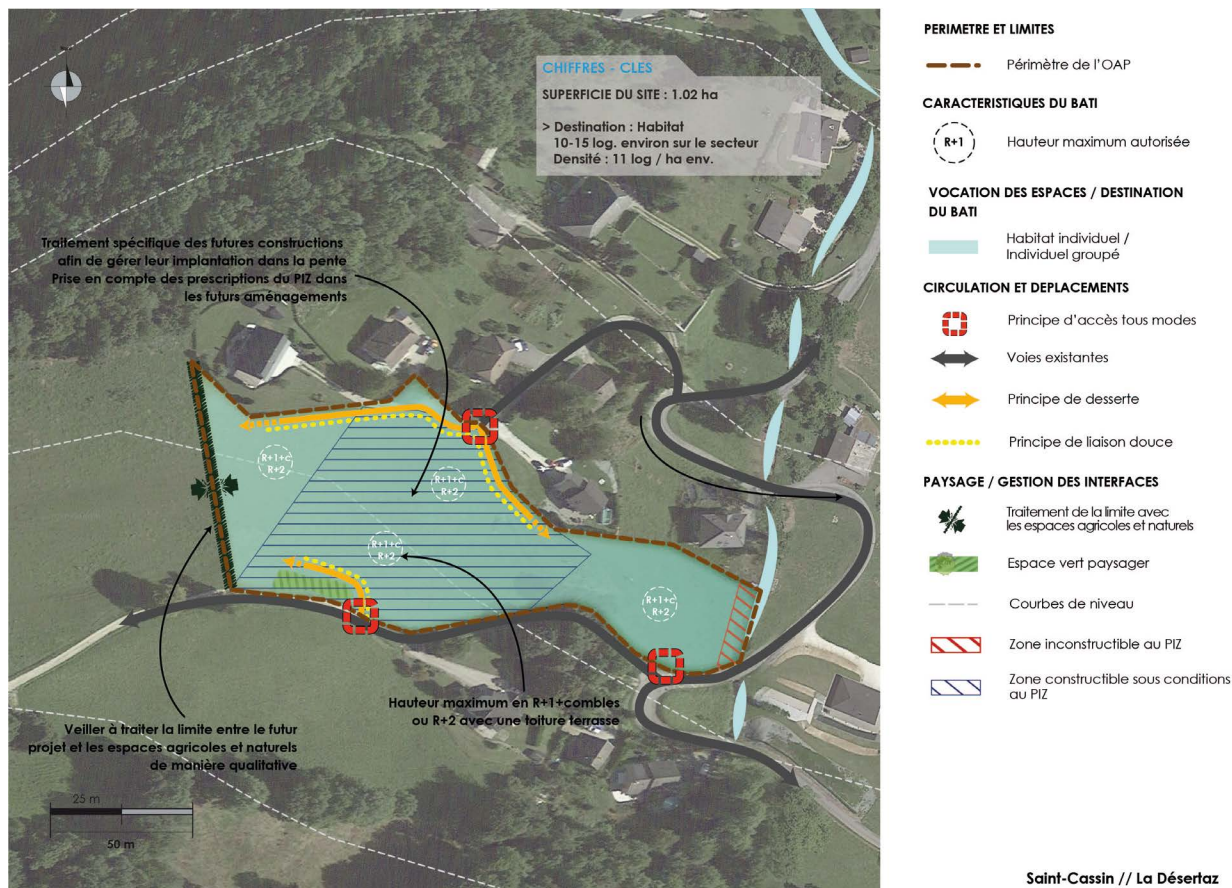 CHIFFRES - CLES
SUPERFICIE DU SITE : 1.02 ha
> Destination : Habitat
10-15 log. environ sur le secteur
Densité : 11 log / ha env.
Traitement spécifique des futures constructions
afin de gérer leur implantation dans la pente
Prise en compte des prescriptions du PIZ dans
les futurs aménagements
R+1+c
R+2
R+1+c
R+2
R+1+c
R+2
R+1+c
R+2
Hauteur maximum en R+1+combles
ou R+2 avec une toiture terrasse
Veiller à traiter la limite entre le futur
projet et les espaces agricoles et naturels
de manière qualitative
25 m
50 m
PERIMETRE ET LIMITES
Périmètre de l'OAP
CARACTERISTIQUES DU BATI
R+1
Hauteur maximum autorisée
VOCATION DES ESPACES / DESTINATION
DU BATI
Habitat individuel /
Individuel groupé
CIRCULATION ET DEPLACEMENTS
Principe d'accès tous modes
Voies existantes
Principe de desserte
Principe de liaison douce
PAYSAGE / GESTION DES INTERFACES
Traitement de la limite avec
les espaces agricoles et naturels
Espace vert paysager
Courbes de niveau
Zone inconstructible au PIZ
Zone constructible sous conditions
au PIZ
Saint-Cassin // La Désertaz